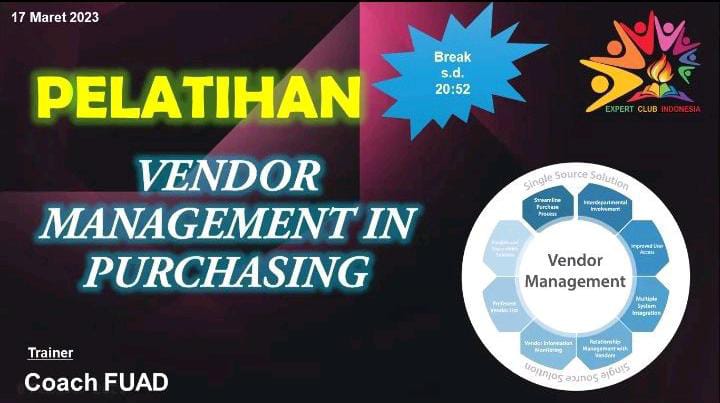 17 Maret 2023
Break
s.d.
20:52
EXPERT CLUB INDONESIA
PELATIHAN
VENDOR
MANAGEMENT IN
PURCHASING
Single Source Solution
Streamline
Purchase
Process
Interdepartmental
Involvement
Improved User
Access
Multiple
System
Integration
Relationship
Management with
Vendors
Vendor Information
Monitoring
Preferred
Vendor List
Vendor
Management
Single Source Solution
Trainer
Coach FUAD